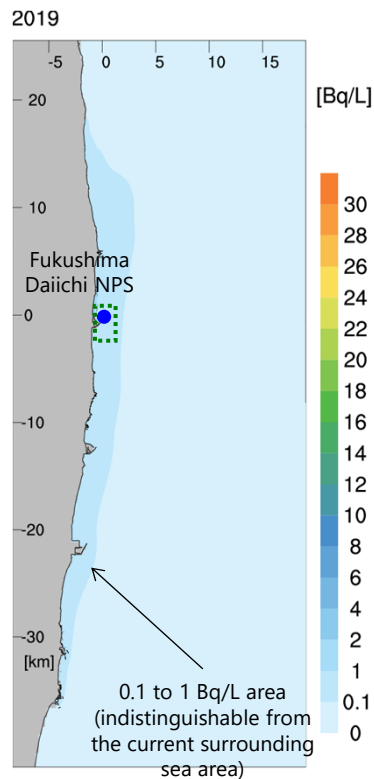 2019
-5 0 5 10 15
[Bq/L]
20
10
Fukushima
Daiichi NPS
0
-10
-20
-30
[km]
30
28
26
24
22
20
18
16
14
12
10
8
6
4
2
1
0.1
0
0.1 to 1 Bq/L area
(indistinguishable from
the current surrounding
sea area)